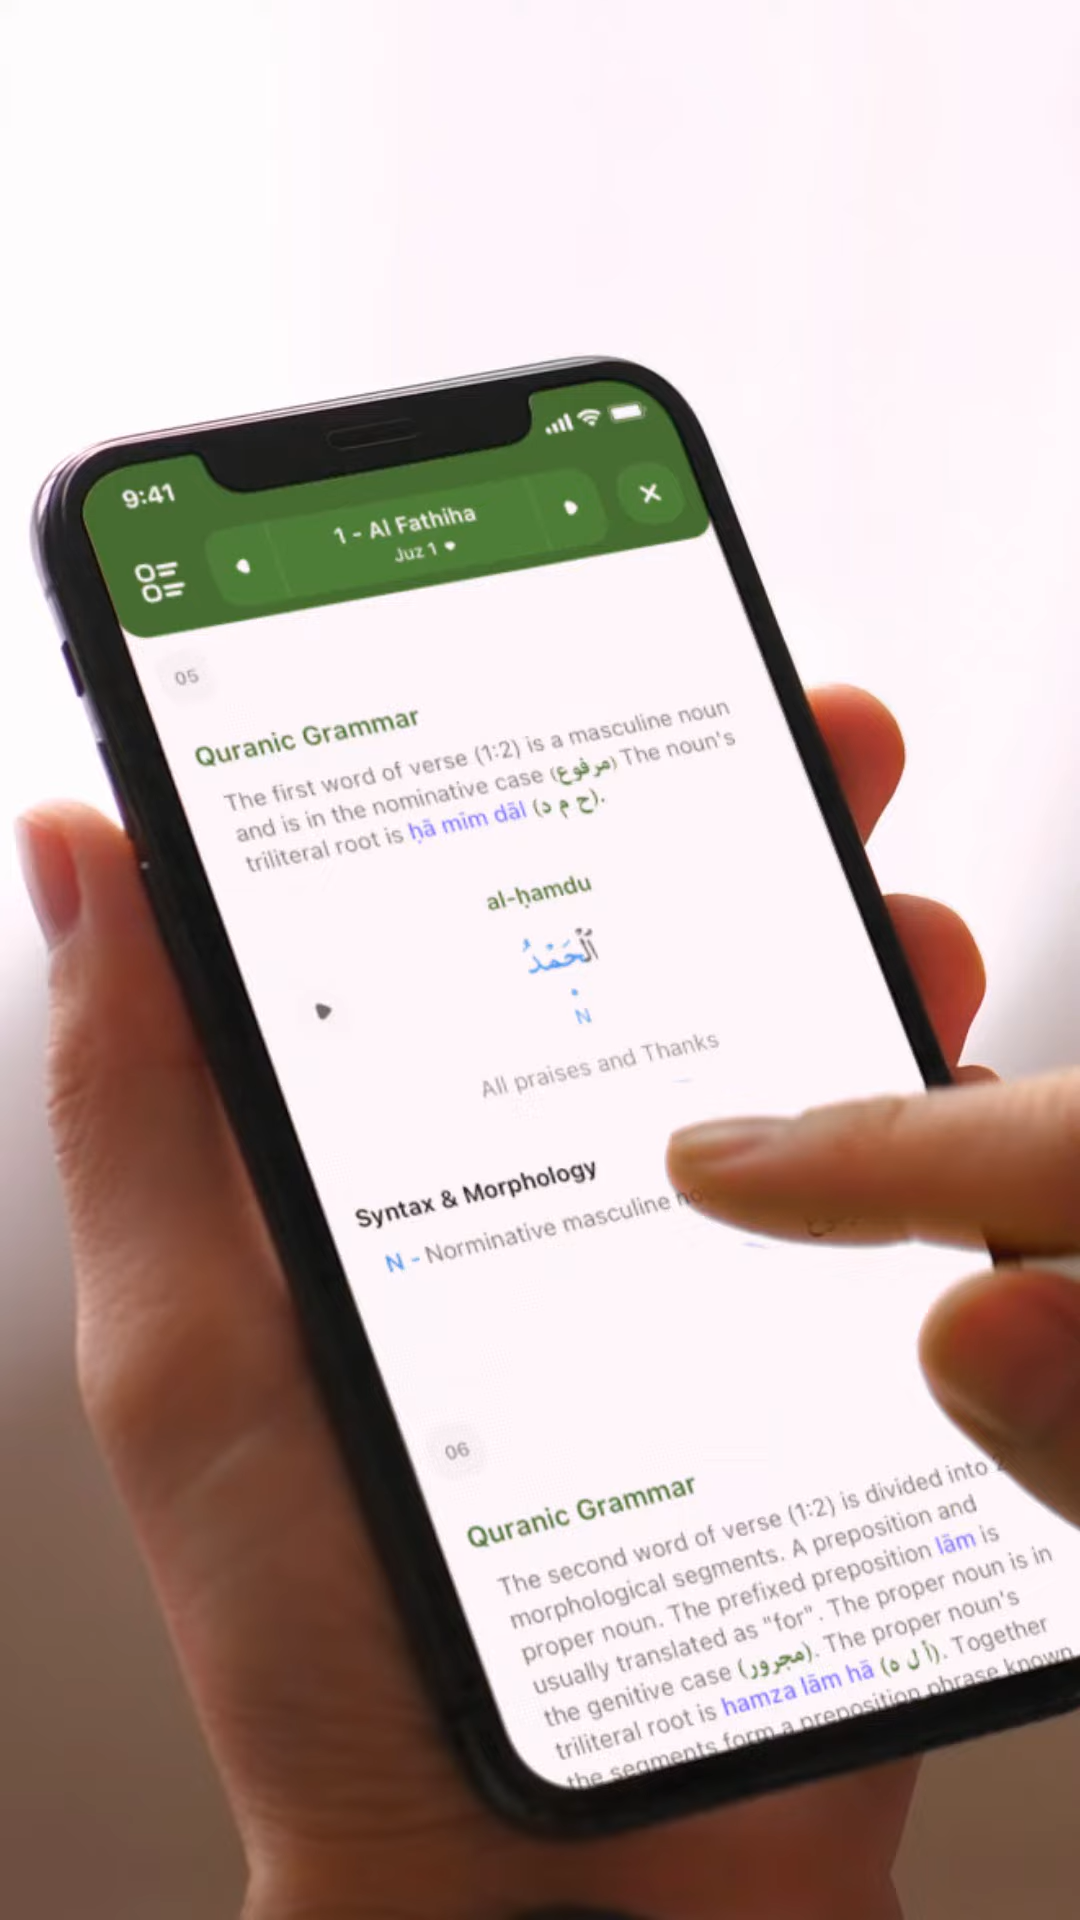 9:41
1 - Al Fathiha
Juz 1
05
Quranic Grammar
The first word of verse (1:2) is a masculine noun
and is in the nominative case (مرفوع) The noun's
triliteral root is ḥā mīm dāl (ح م د).
al-ḥamdu
ٱلْحَمْدُ
N
All praises and Thanks
Syntax & Morphology
N - Norminative masculine
06
Quranic Grammar
The second word of verse (1:2) is divided into 2
morphological segments. A preposition and
proper noun. The prefixed preposition lām is
usually translated as "for". The proper noun is in
the genitive case (مجرور). The proper noun's
triliteral root is hamza lām hā (أ ل ه). Together
the segments form a preposition phrase known